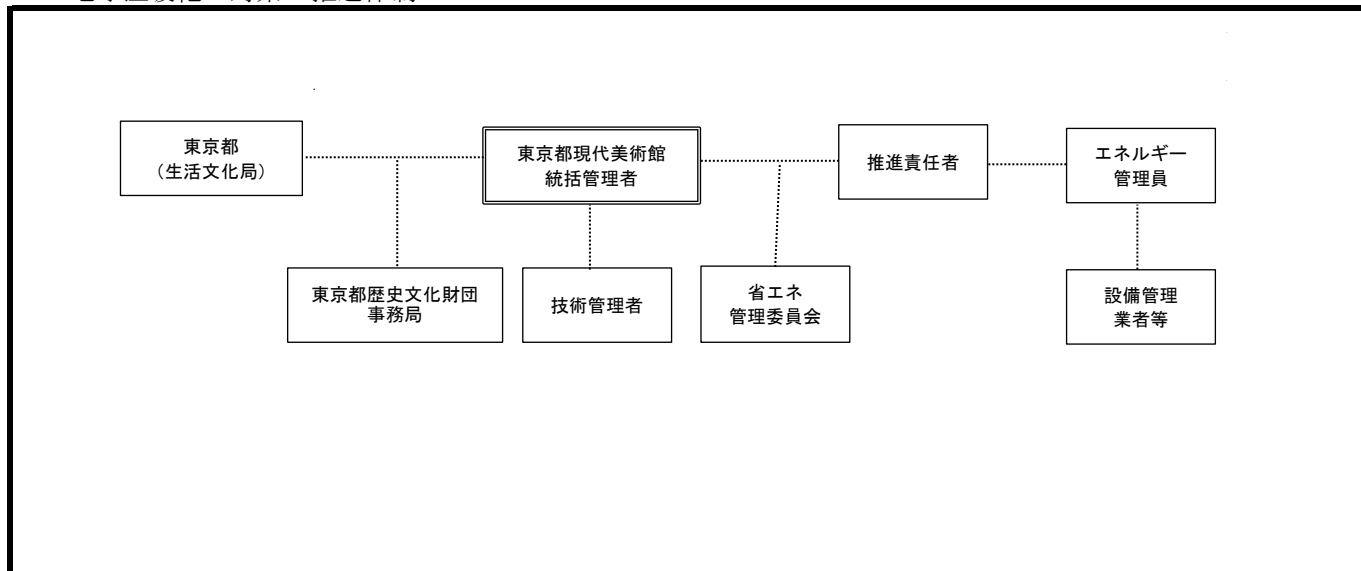 東京都
（生活文化局）
東京都現代美術館
統括管理者
推進責任者
エネルギー
管理員
東京都歴史文化財団
事務局
技術管理者
省エネ
管理委員会
設備管理
業者等